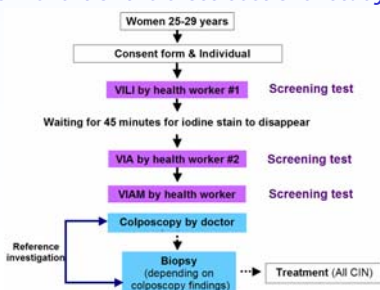 Women 25-29 years
Consent form & Individual
VILI by health worker #1
Screening test
Waiting for 45 minutes for iodine stain to disappear
VIA by health worker #2
Screening test
VIAM by health worker
Screening test
Colposcopy by doctor
Reference
investigation
Biopsy
(depending on
colposcopy findings)
Treatment (All CIN)